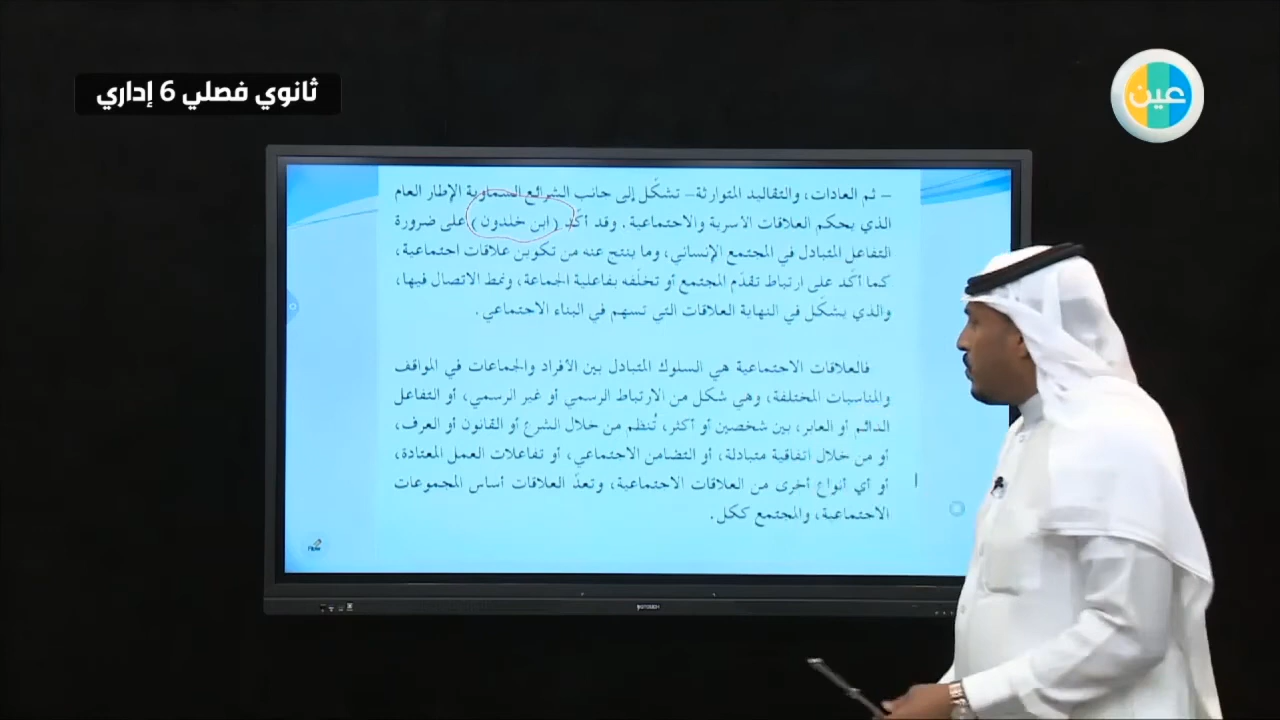 ثانوي فصلي 6 إداري
عين
– ثم العادات، والتقاليد المتوارثة– تشكّل إلى جانب الشرائع السماوية الإطار العام
الذي يحكم العلاقات الاسرية والاجتماعية. وقد أكد (ابن خلدون) على ضرورة
التفاعل المتبادل في المجتمع الإنساني، وما ينتج عنه من تكوين علاقات اجتماعية،
كما أكد على ارتباط تقدّم المجتمع أو تخلّفه بفاعلية الجماعة، ونمط الاتصال فيها،
والذي يشكّل في النهاية العلاقات التي تسهم في البناء الاجتماعي.
فالعلاقات الاجتماعية هي السلوك المتبادل بين الأفراد والجماعات في المواقف
والمناسبات المختلفة، وهي شكل من الارتباط الرسمي أو غير الرسمي، أو التفاعل
الدائم أو العابر، بين شخصين أو أكثر، تُنظم من خلال الشرع أو القانون أو العرف،
أو من خلال اتفاقية متبادلة، أو التضامن الاجتماعي، أو تفاعلات العمل المعتادة،
أو أي أنواع أخرى من العلاقات الاجتماعية، وتعدّ العلاقات أساس المجموعات
الاجتماعية، والمجتمع ككل.